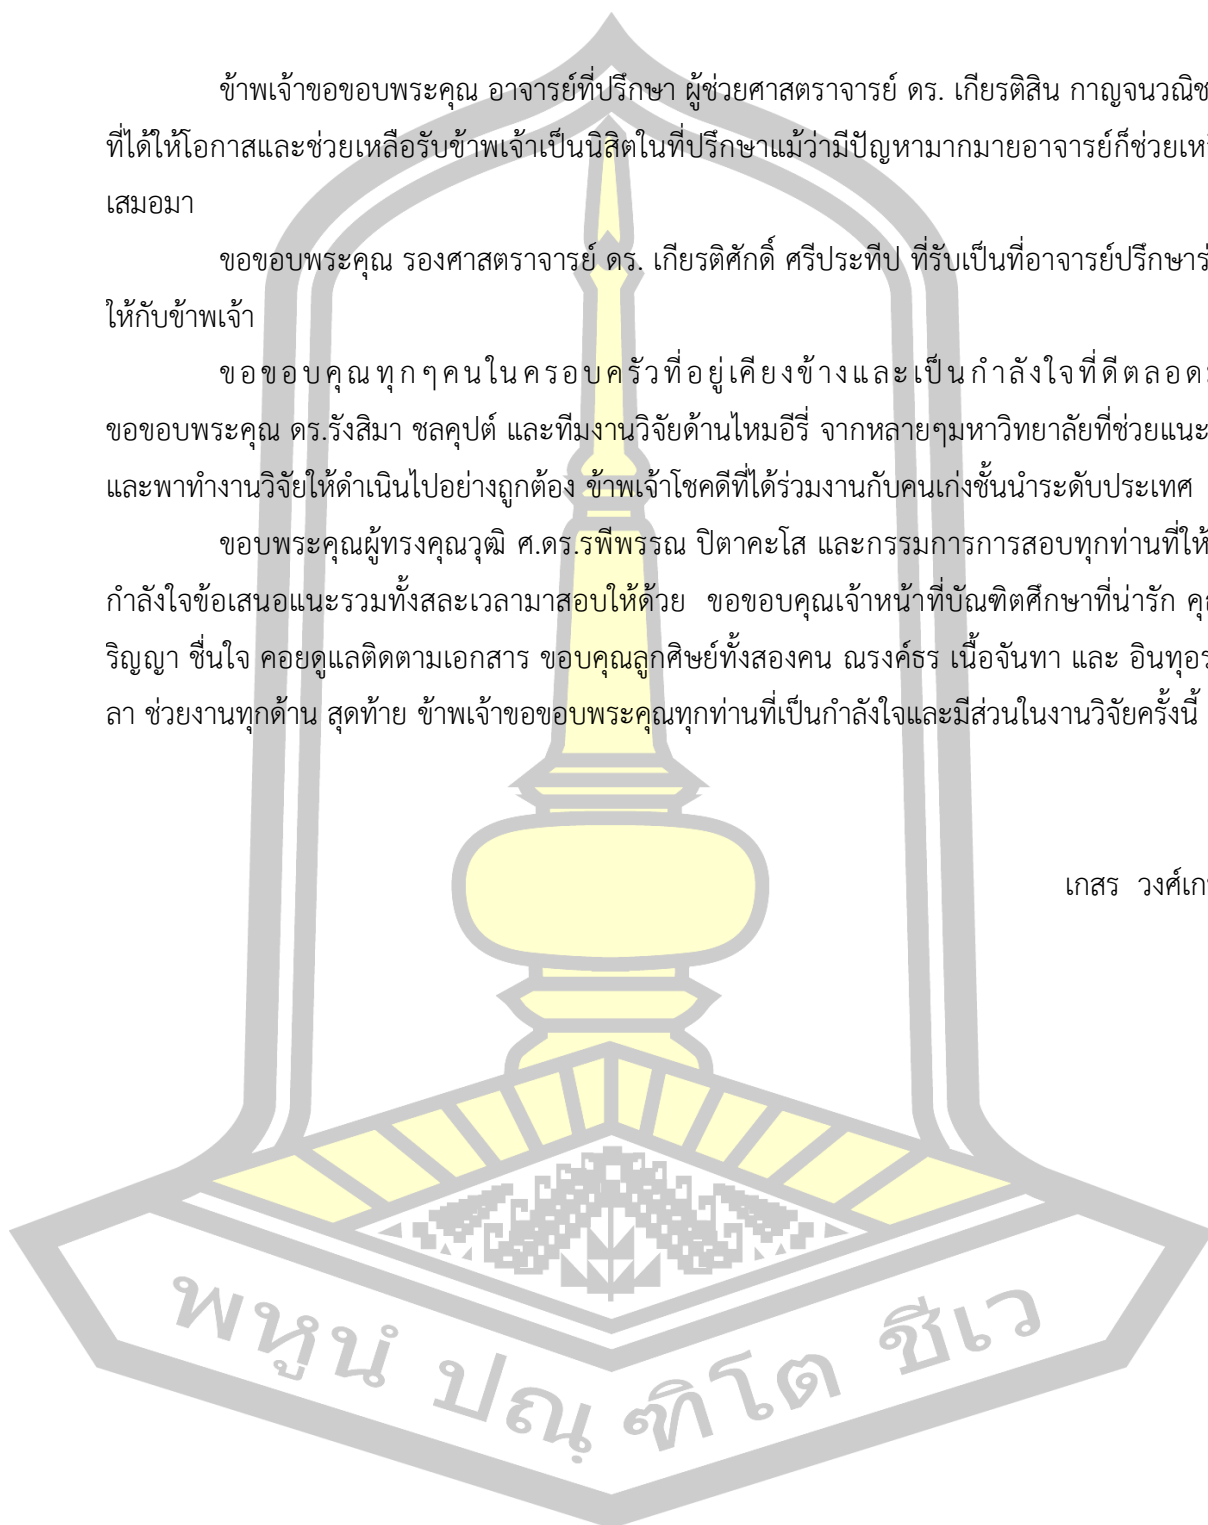 ข้าพเจ้าขอขอบพระคุณ อาจารย์ที่ปรึกษา ผู้ช่วยศาสตราจารย์ ดร. เกียรติสิน กาญจนวณิช
ที่ได้ให้โอกาสและช่วยเหลือรับข้าพเจ้าเป็นนิสิตในที่ปรึกษาแม้ว่ามีปัญหามากมายอาจารย์ก็
เสมอมา
ขอขอบพระคุณ รองศาสตราจารย์ ดร. เกียรติศักดิ์ ศรีประทีป ที่รับเป็นที่อาจารย์ปรึกษา
ให้กับข้าพเจ้า
ขอขอบคุณทุกๆคนในครอบครัวที่อยู่เคียงข้างและเป็นกำลังใจที่ดีตลอด
ขอขอบพระคุณ ดร.รังสิมา ชลคุปต์ และทีมงานวิจัยด้านไหมอีรี่ จากหลายๆมหาวิทยาลัยที่ช่วยแนะ
และพาทำงานวิจัยให้ดำเนินไปอย่างถูกต้อง ข้าพเจ้าโชคดีที่ได้ร่วมงานกับคนเก่งชั้นนำระดับประเทศ
ขอบพระคุณผู้ทรงคุณวุฒิ ศ.ดร.รพีพรรณ ปิตาคะโส และกรรมการการสอบทุกท่านที่ให้
กำลังใจข้อเสนอแนะรวมทั้งสละเวลามาสอบให้ด้วย ขอขอบคุณเจ้าหน้าที่บัณฑิตศึกษาที่น่ารัก
ริญญา ชื่นใจ คอยดูแลติดตามเอกสาร ขอบคุณลูกศิษย์ทั้งสองคน ณรงค์ธร เนื้อจันทา และ
ลา ช่วยงานทุกด้าน สุดท้าย ข้าพเจ้าขอขอบพระคุณทุกท่านที่เป็นกำลังใจและมีส่วนในงานวิจัยครั้งนี้
เกสร
พหูนํ ปณฺฑิโต ชีเว